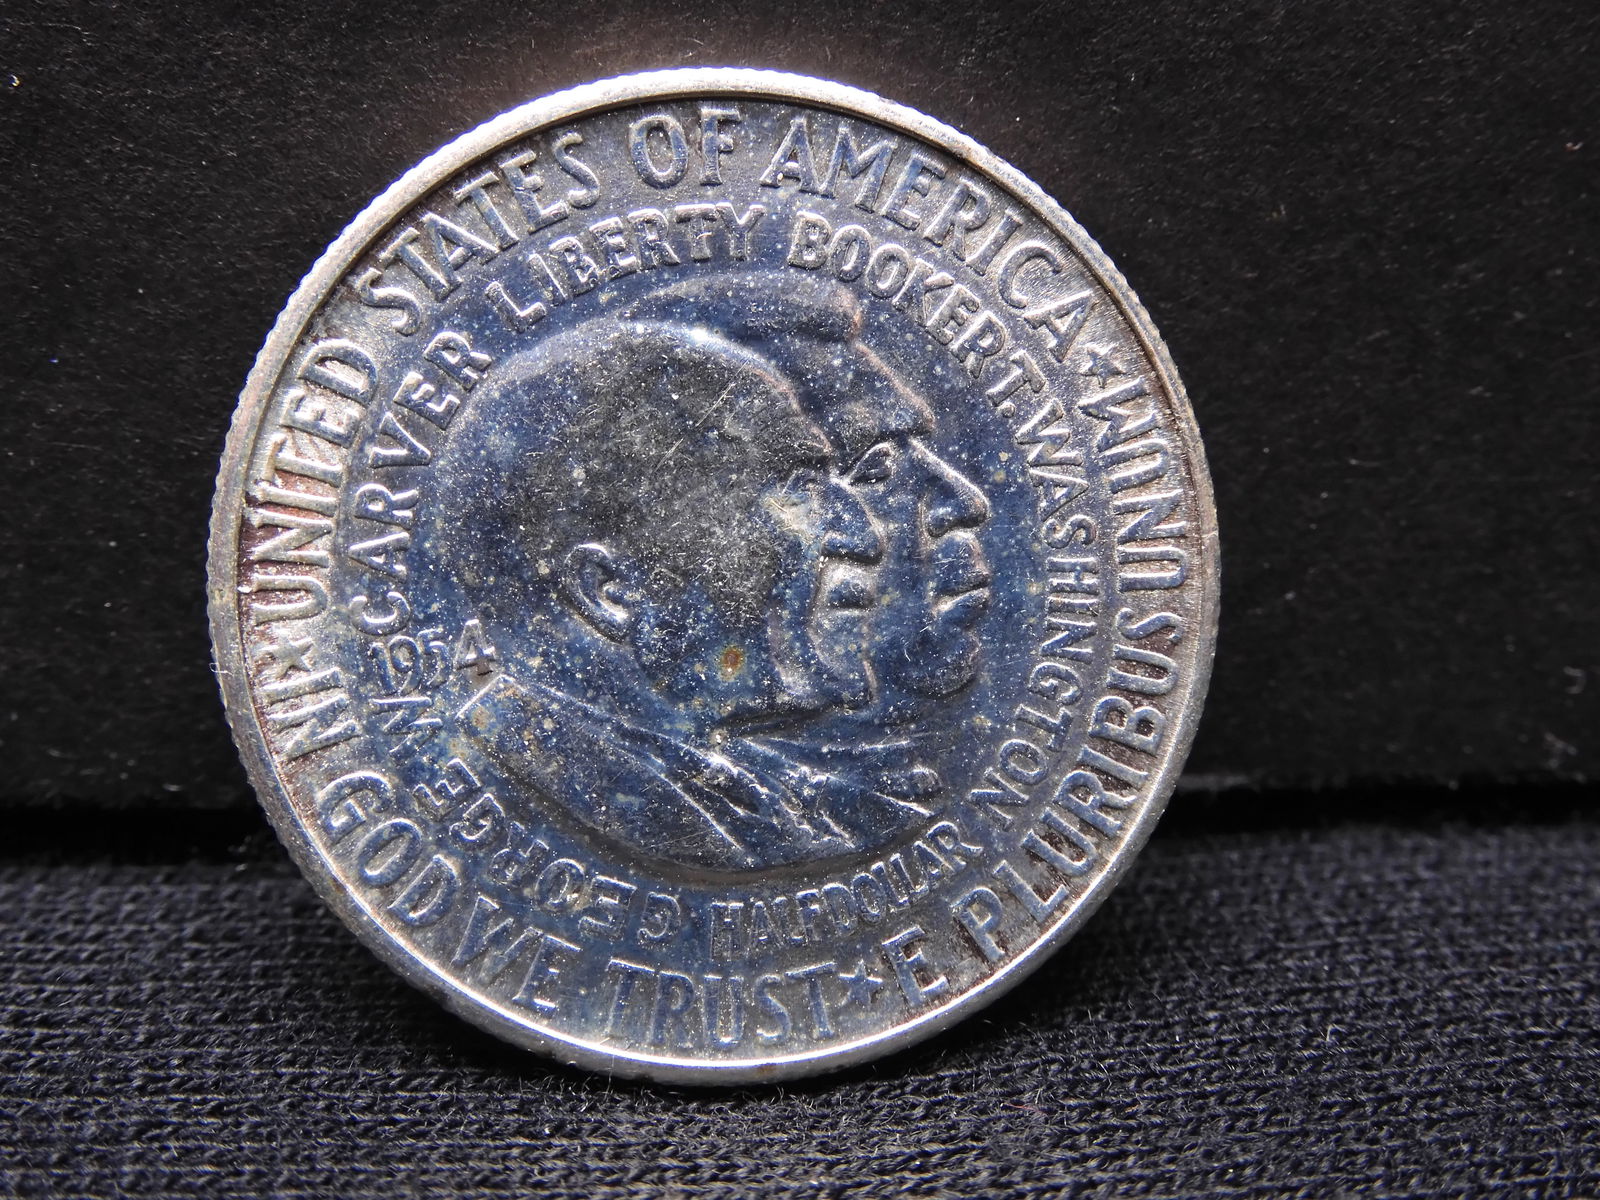 UNITED STATES OF AMERICA ★ E PLURIBUS UNUM ★ IN GOD WE TRUST ★
GEORGE W. CARVER LIBERTY BOOKER T. WASHINGTON
HALF DOLLAR
1954